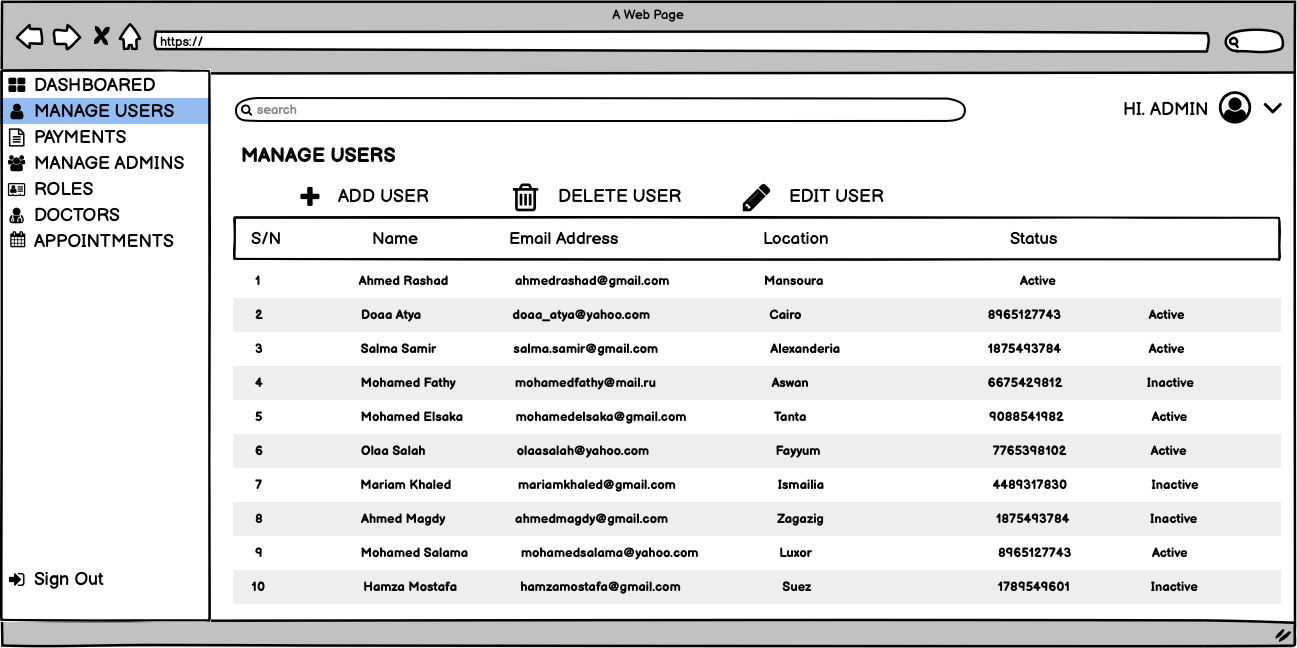 A Web Page
https://
DASHBOARED
MANAGE USERS
PAYMENTS
MANAGE ADMINS
ROLES
DOCTORS
APPOINTMENTS
Sign Out
search
HI. ADMIN
MANAGE USERS
ADD USER DELETE USER EDIT USER
S/N Name Email Address Location Status
1 Ahmed Rashad ahmedrashad@gmail.com Mansoura Active
2 Doaa Atya doaa_atya@yahoo.com Cairo 8965127743 Active
3 Salma Samir salma.samir@gmail.com Alexanderia 1875493784 Active
4 Mohamed Fathy mohamedfathy@mail.ru Aswan 6675429812 Inactive
5 Mohamed Elsaka mohamedelsaka@gmail.com Tanta 9088541982 Active
6 Olaa Salah olaasalah@yahoo.com Fayyum 7765398102 Active
7 Mariam Khaled mariamkhaled@gmail.com Ismailia 4489317830 Inactive
8 Ahmed Magdy ahmedmagdy@gmail.com Zagazig 1875493784 Inactive
9 Mohamed Salama mohamedsalama@yahoo.com Luxor 8965127743 Active
10 Hamza Mostafa hamzamostafa@gmail.com Suez 1789549601 Inactive